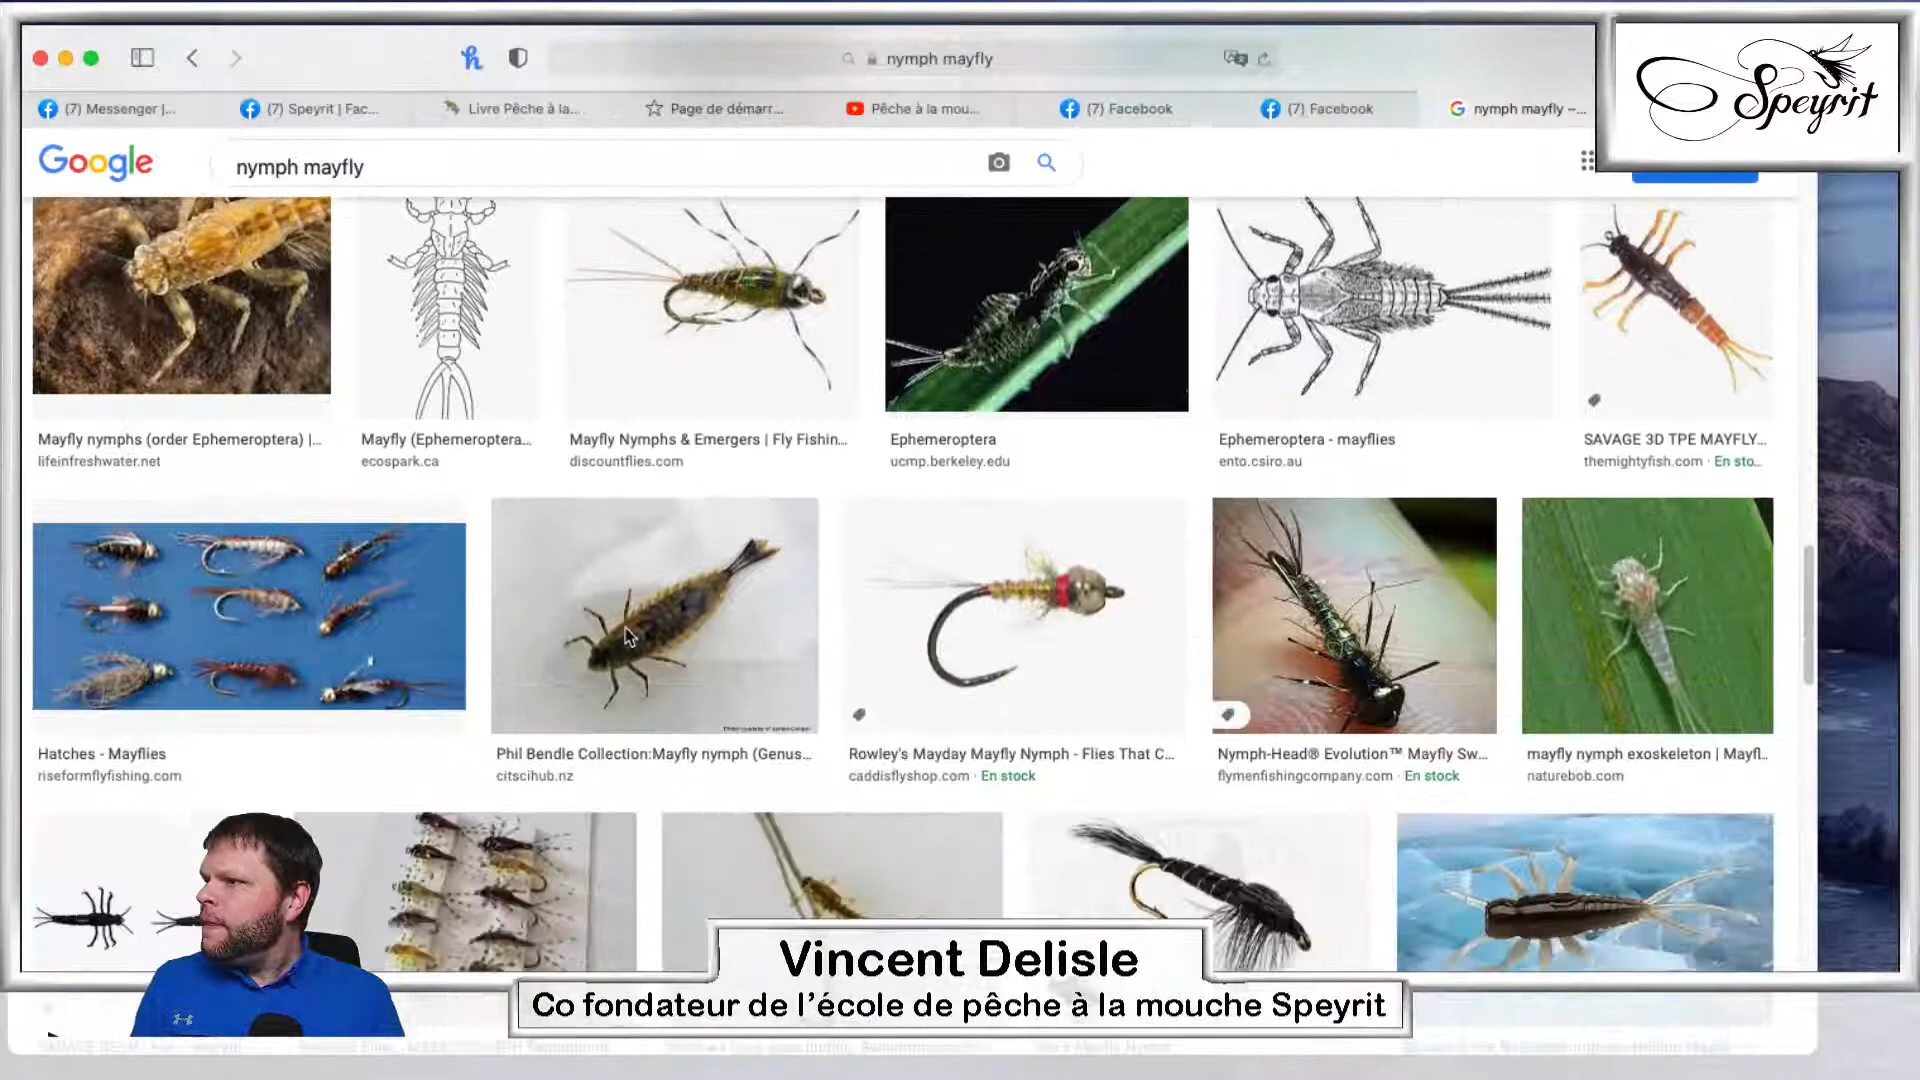 nymph mayfly
Speyrit
(7) Messenger |...
(7) Speyrit | Fac...
Livre Pêche à la...
Page de démarr...
Pêche à la mou...
(7) Facebook
(7) Facebook
nymph mayfly –...
Google
nymph mayfly
Mayfly nymphs (order Ephemeroptera) |...
lifeinfreshwater.net
Mayfly (Ephemeroptera...
ecospark.ca
Mayfly Nymphs & Emergers | Fly Fishin...
discountflies.com
Ephemeroptera
ucmp.berkeley.edu
Ephemeroptera - mayflies
ento.csiro.au
SAVAGE 3D TPE MAYFLY...
themightyfish.com · En sto...
Hatches - Mayflies
riseformflyfishing.com
Phil Bendle Collection:Mayfly nymph (Genus...
citscihub.nz
Rowley's Mayday Mayfly Nymph - Flies That C...
caddisflyshop.com · En stock
Nymph-Head® Evolution™ Mayfly Sw...
flymenfishingcompany.com · En stock
mayfly nymph exoskeleton | Mayfl...
naturebob.com
Vincent Delisle
Co fondateur de l'école de pêche à la mouche Speyrit